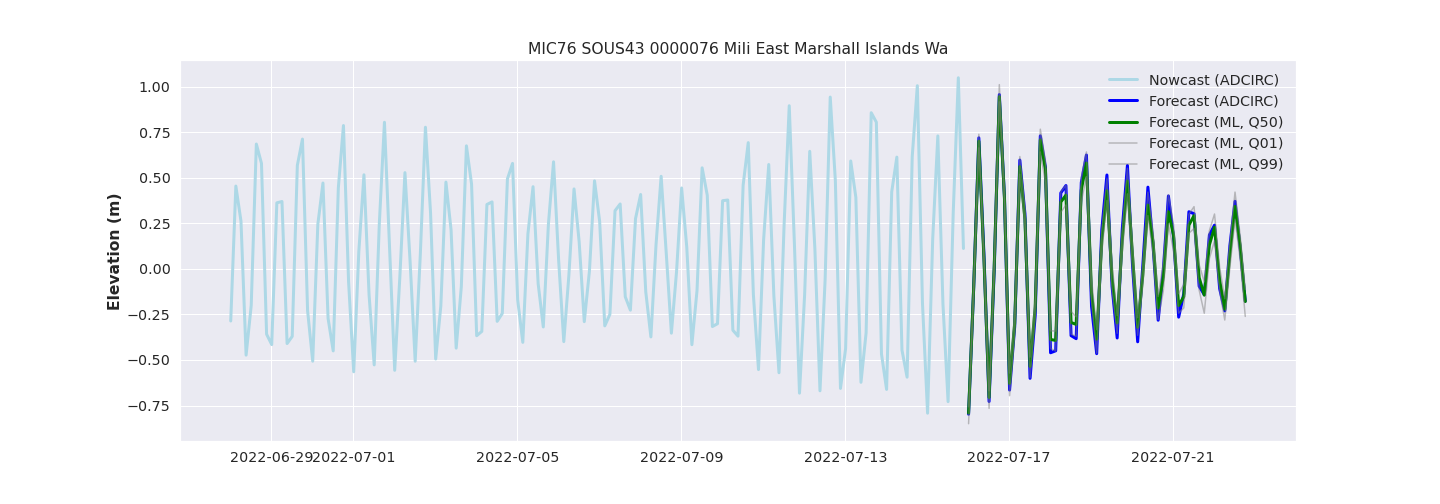 MIC76 SOUS43 0000076 Mili East Marshall Islands Wa
Nowcast (ADCIRC)
Forecast (ADCIRC)
Forecast (ML, Q50)
Forecast (ML, Q01)
Forecast (ML, Q99)
Elevation (m)
1.00
0.75
0.50
0.25
0.00
−0.25
−0.50
−0.75
2022-06-29 2022-07-01 2022-07-05 2022-07-09 2022-07-13 2022-07-17 2022-07-21